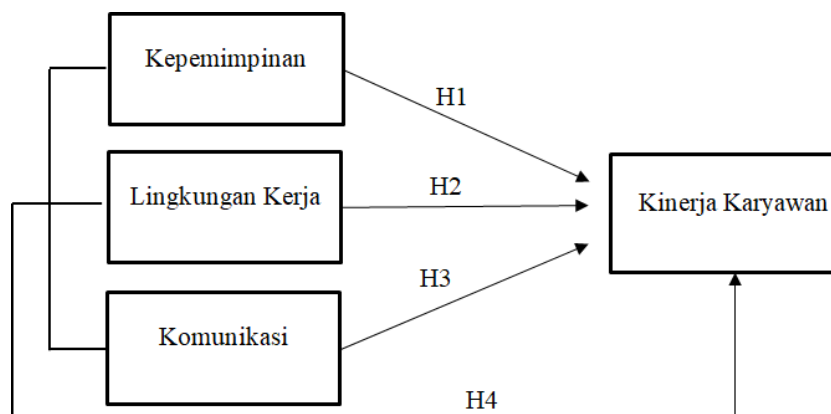 Kepemimpinan
H1
Lingkungan Kerja
H2
Kinerja Karyawan
H3
Komunikasi
H4